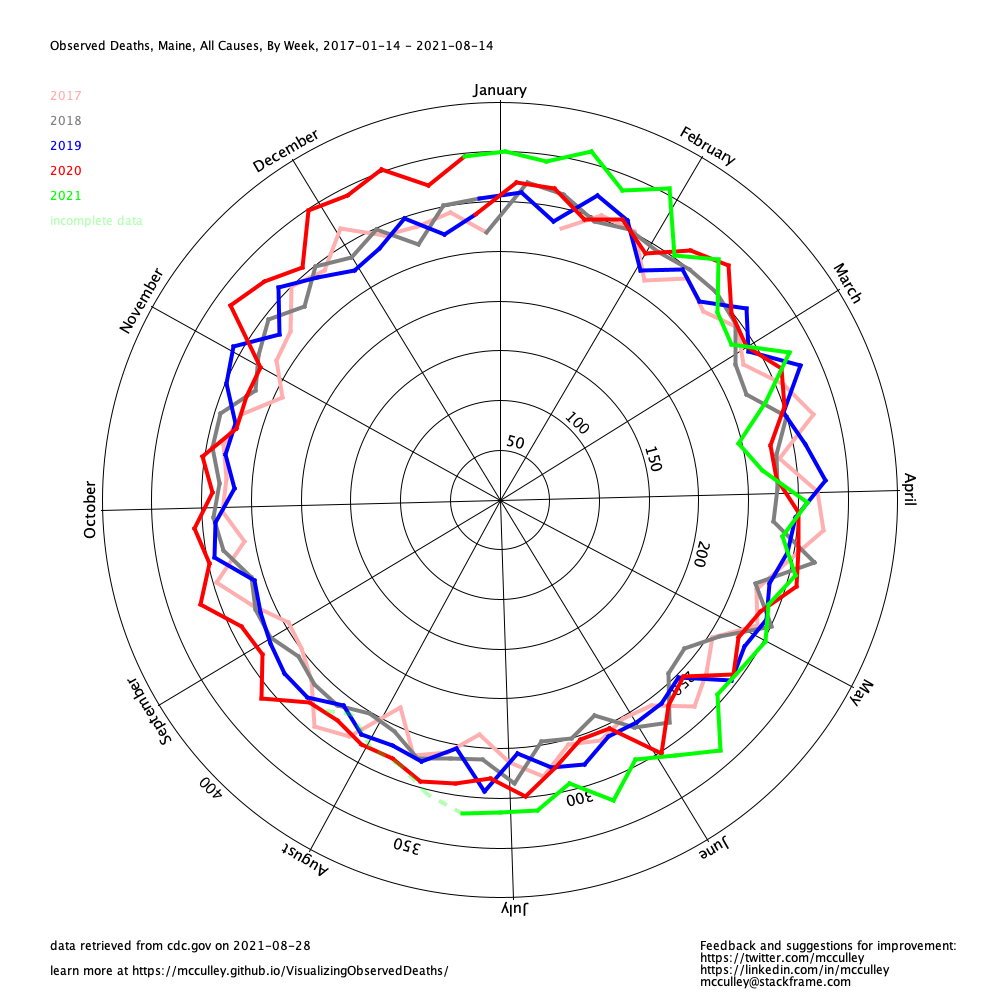 Observed Deaths, Maine, All Causes, By Week, 2017-01-14 - 2021-08-14
2017
2018
2019
2020
2021
incomplete data
January
February
March
April
May
June
July
August
September
October
November
December
50
100
150
200
250
300
350
400
data retrieved from cdc.gov on 2021-08-28
learn more at https://mcculley.github.io/VisualizingObservedDeaths/
Feedback and suggestions for improvement:
https://twitter.com/mcculley
https://linkedin.com/in/mcculley
mcculley@stackframe.com